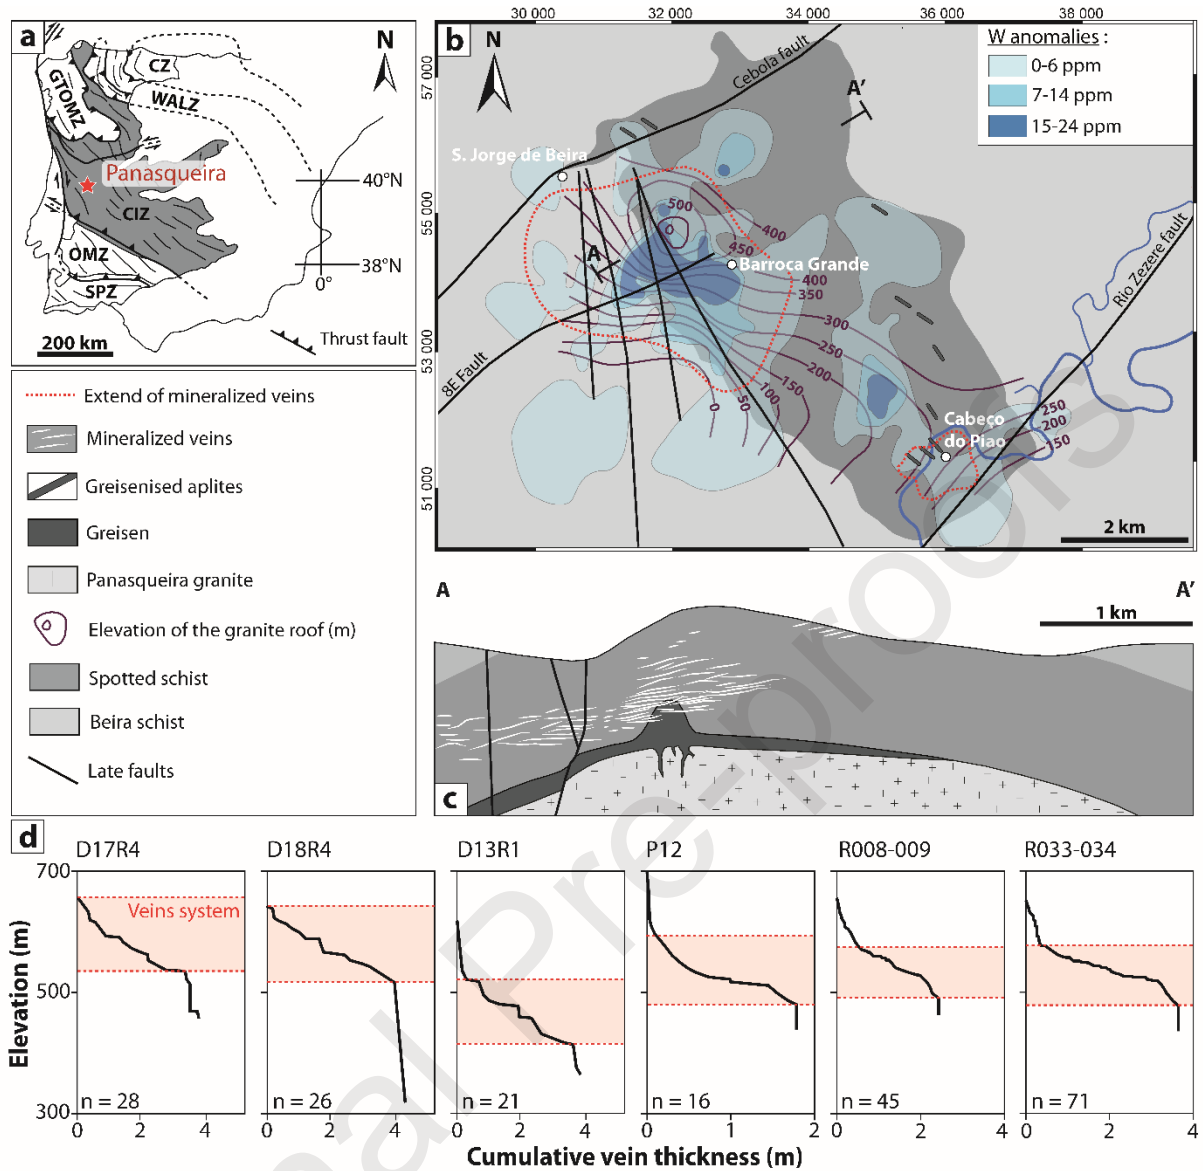 a
N
CZ
GTOMZ
WALZ
Panasqueira
40°N
CIZ
OMZ
38°N
0°
SPZ
200 km
Thrust fault
30 000
32 000
34 000
36 000
38 000
57 000
55 000
53 000
51 000
b
N
Cebola fault
A'
W anomalies :
0-6 ppm
7-14 ppm
15-24 ppm
S. Jorge de Beira
500
400
450
A
Barroca Grande
400
350
300
250
200
150
100
50
0
8E Fault
Rio Zezere fault
Cabeço
do Piao
250
200
150
2 km
Extend of mineralized veins
Mineralized veins
Greisenised aplites
Greisen
Panasqueira granite
Elevation of the granite roof (m)
Spotted schist
Beira schist
Late faults
A
A'
1 km
c
d
D17R4
D18R4
D13R1
P12
R008-009
R033-034
700
500
300
Elevation (m)
Veins system
n = 28
n = 26
n = 21
n = 16
n = 45
n = 71
0 2 4
0 2 4
0 2 4
0 1 2
0 2 4
0 2 4
Cumulative vein thickness (m)
nal Pre-proofs